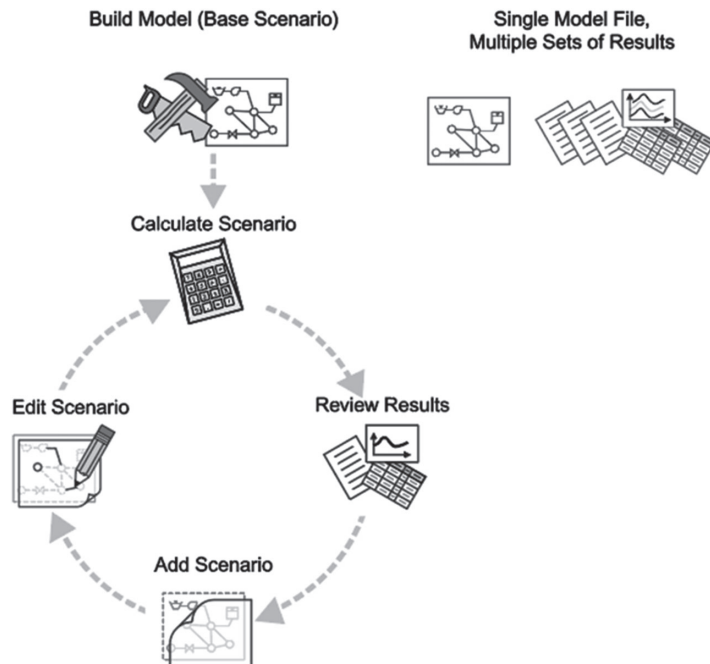 Build Model (Base Scenario)
Single Model File,
Multiple Sets of Results
Calculate Scenario
Edit Scenario
Review Results
Add Scenario